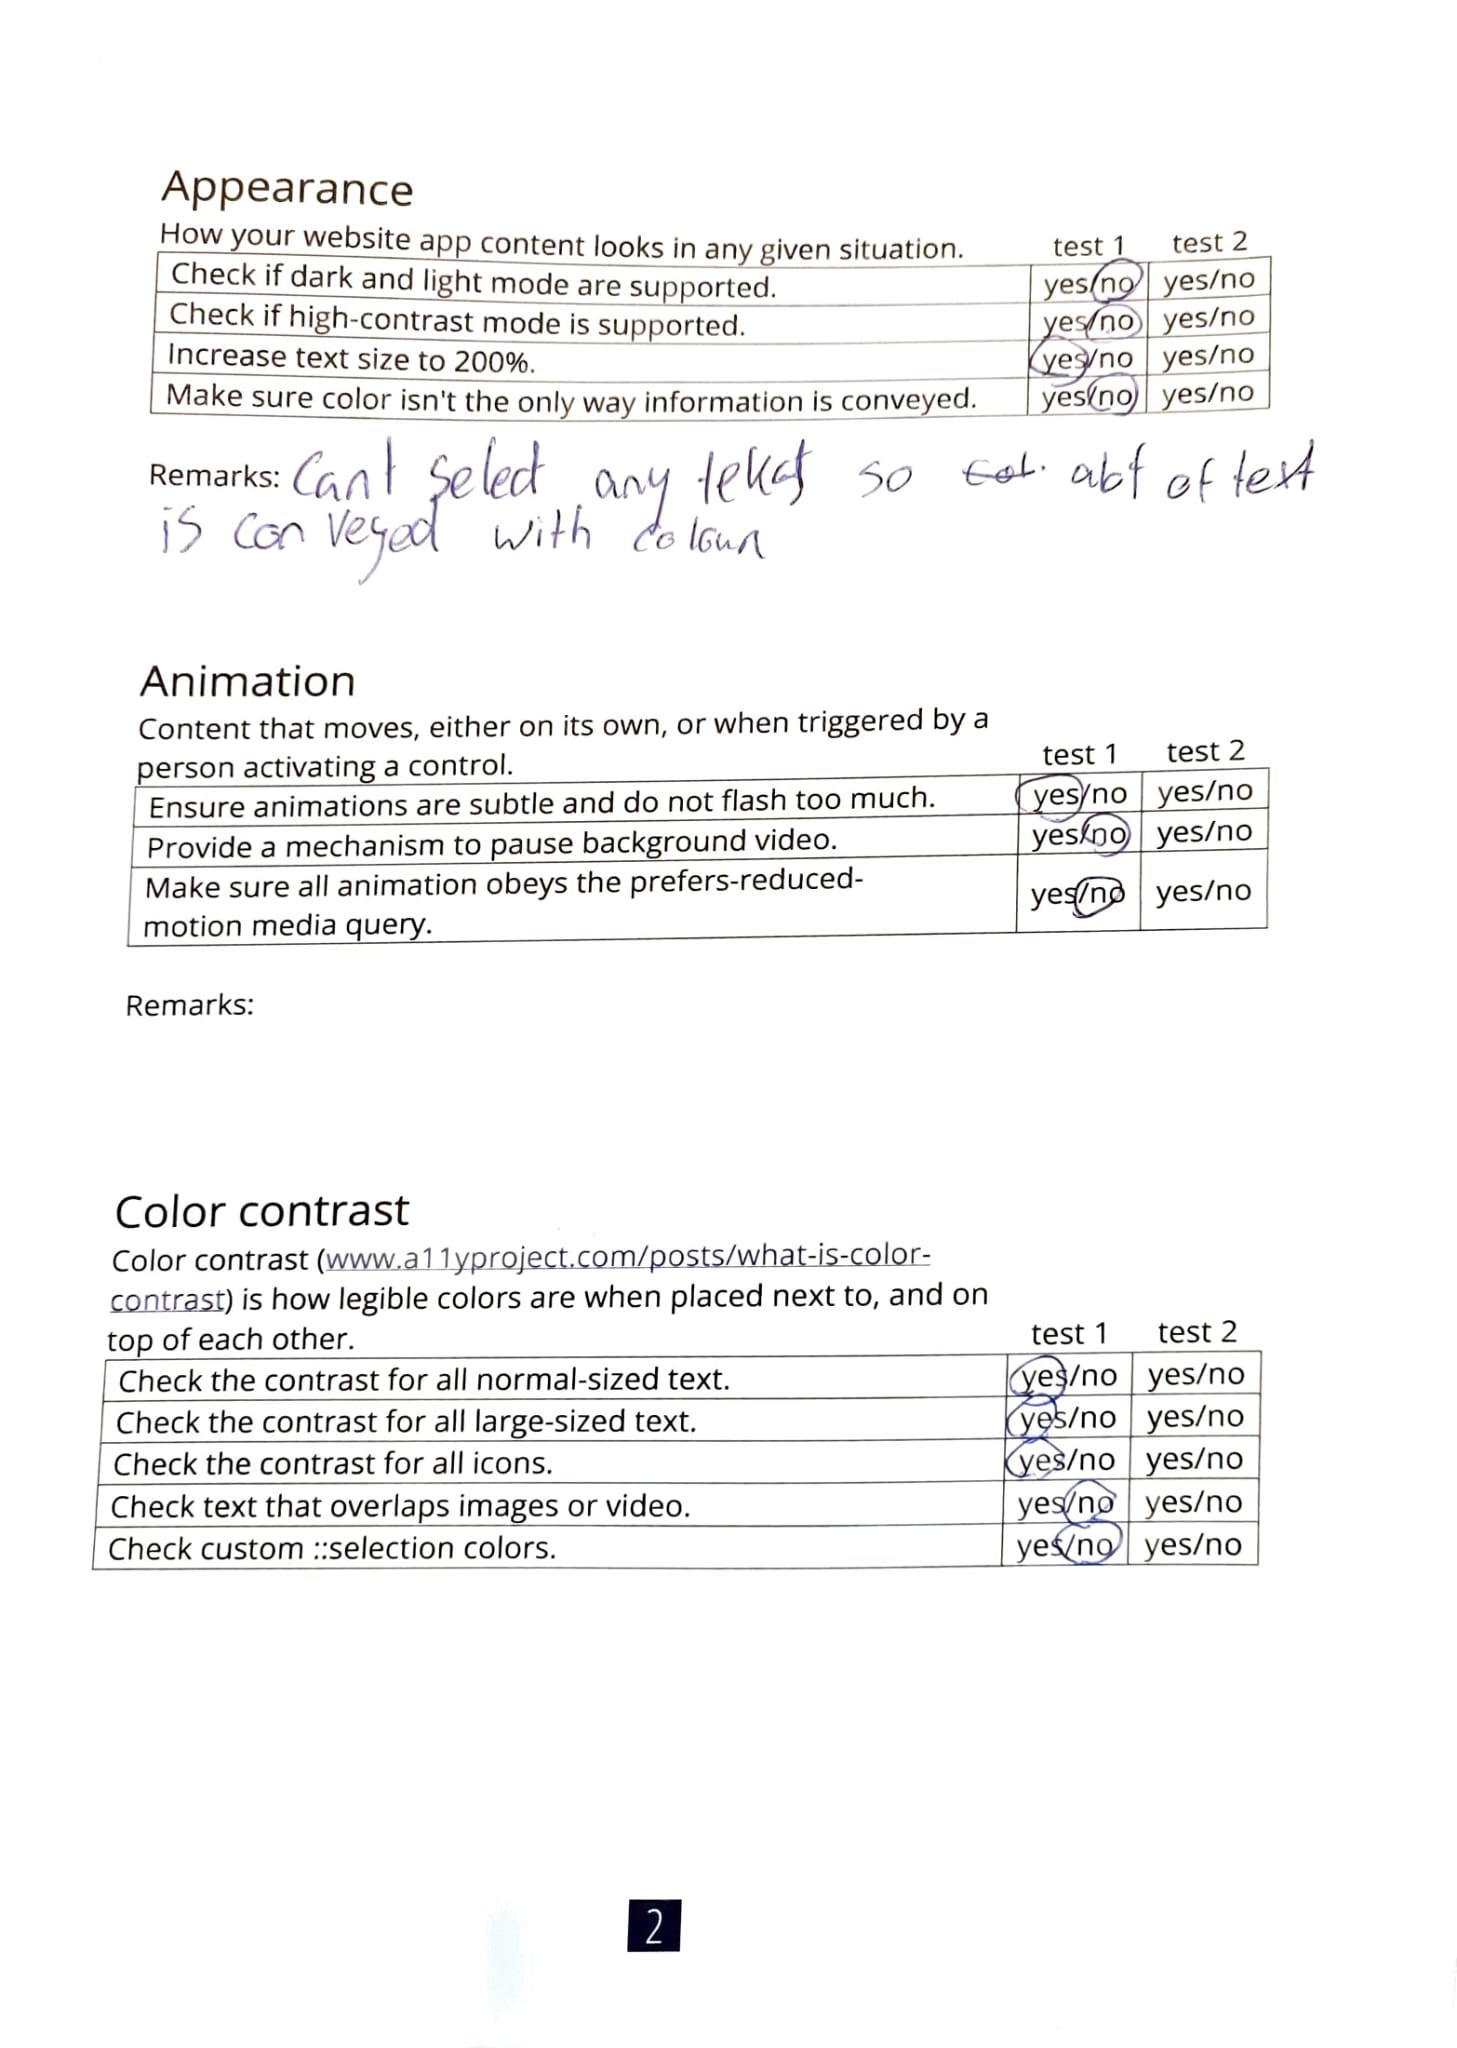 Appearance
How your website app content looks in any given situation. test 1 test 2
Check if dark and light mode are supported. yes/no yes/no
Check if high-contrast mode is supported. yes/no yes/no
Increase text size to 200%. yes/no yes/no
Make sure color isn't the only way information is conveyed. yes/no yes/no
Remarks: Cant select any tekst so of text
is conveyed with colour
Animation
Content that moves, either on its own, or when triggered by a
person activating a control. test 1 test 2
Ensure animations are subtle and do not flash too much. yes/no yes/no
Provide a mechanism to pause background video. yes/no yes/no
Make sure all animation obeys the prefers-reduced-
motion media query. yes/no yes/no
Remarks:
Color contrast
Color contrast (www.a11yproject.com/posts/what-is-color-
contrast) is how legible colors are when placed next to, and on
top of each other. test 1 test 2
Check the contrast for all normal-sized text. yes/no yes/no
Check the contrast for all large-sized text. yes/no yes/no
Check the contrast for all icons. yes/no yes/no
Check text that overlaps images or video. yes/no yes/no
Check custom ::selection colors. yes/no yes/no
2